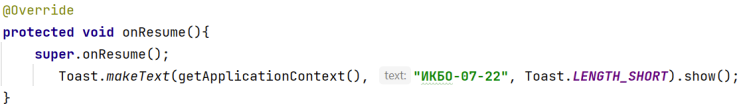 @Override
protected void onResume(){
super.onResume();
Toast.makeText(getApplicationContext(), text: "ИКБО-07-22", Toast.LENGTH_SHORT).show();
}